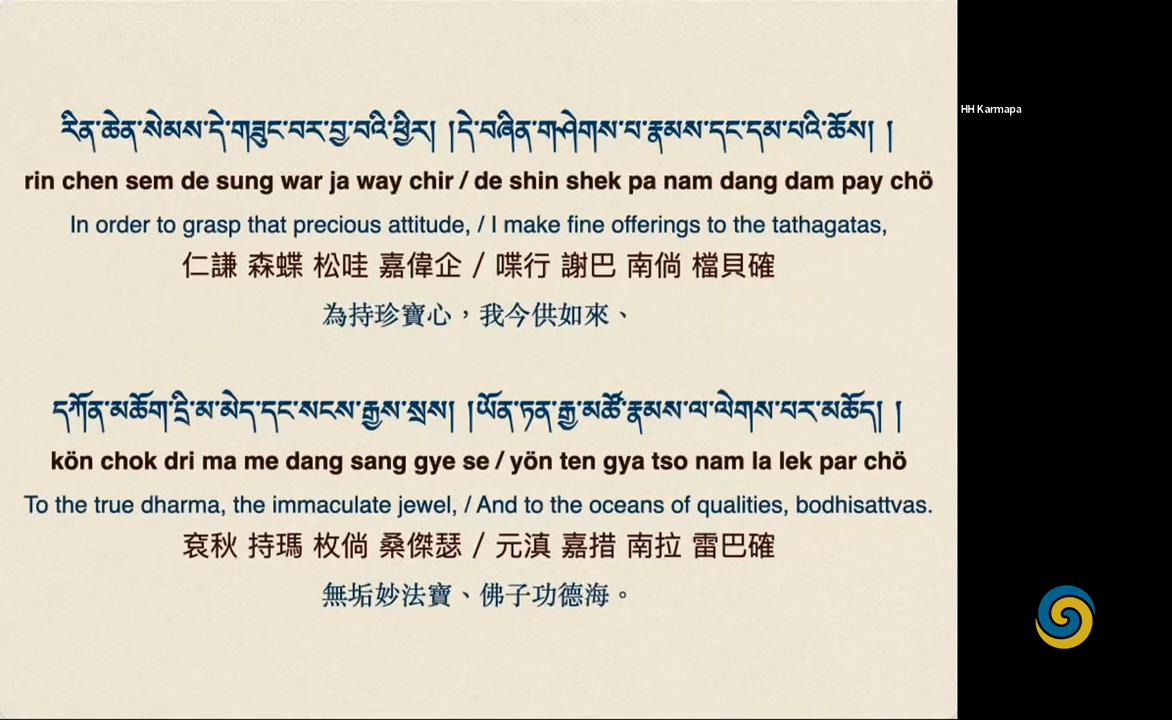 རིན་ཆེན་སེམས་དེ་གཟུང་བར་བྱ་བའི་ཕྱིར། །དེ་བཞིན་གཤེགས་པ་རྣམས་དང་དམ་པའི་ཆོས། །
rin chen sem de sung war ja way chir / de shin shek pa nam dang dam pay chö
In order to grasp that precious attitude, / I make fine offerings to the tathagatas,
仁謙 森蝶 松哇 嘉偉企 / 喋行 謝巴 南倘 檔貝確
為持珍寶心，我今供如來、
དཀོན་མཆོག་དྲི་མ་མེད་དང་སངས་རྒྱས་སྲས། །ཡོན་ཏན་རྒྱ་མཚོ་རྣམས་ལ་ལེགས་པར་མཆོད། །
kön chok dri ma me dang sang gye se / yön ten gya tso nam la lek par chö
To the true dharma, the immaculate jewel, / And to the oceans of qualities, bodhisattvas.
袞秋 持瑪 枚倘 桑傑瑟 / 元滇 嘉措 南拉 雷巴確
無垢妙法寶、佛子功德海。
HH Karmapa